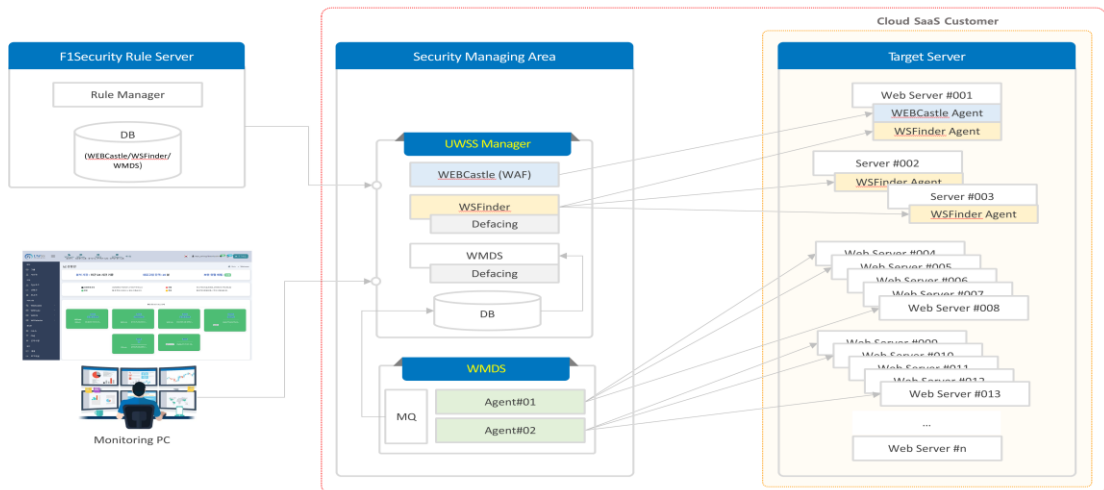 Cloud SaaS Customer
F1Security Rule Server
Rule Manager
DB
(WEBCastle/WSFinder/
WMDS)
Monitoring PC
Security Managing Area
UWSS Manager
WEBCastle (WAF)
WSFinder
Defacing
WMDS
Defacing
DB
WMDS
MQ
Agent#01
Agent#02
Target Server
Web Server #001
WEBCastle Agent
WSFinder Agent
Server #002
WSFinder Agent
Server #003
WSFinder Agent
Web Server #004
Web Server #005
Web Server #006
Web Server #007
Web Server #008
Web Server #009
Web Server #010
Web Server #011
Web Server #012
Web Server #013
...
Web Server #n